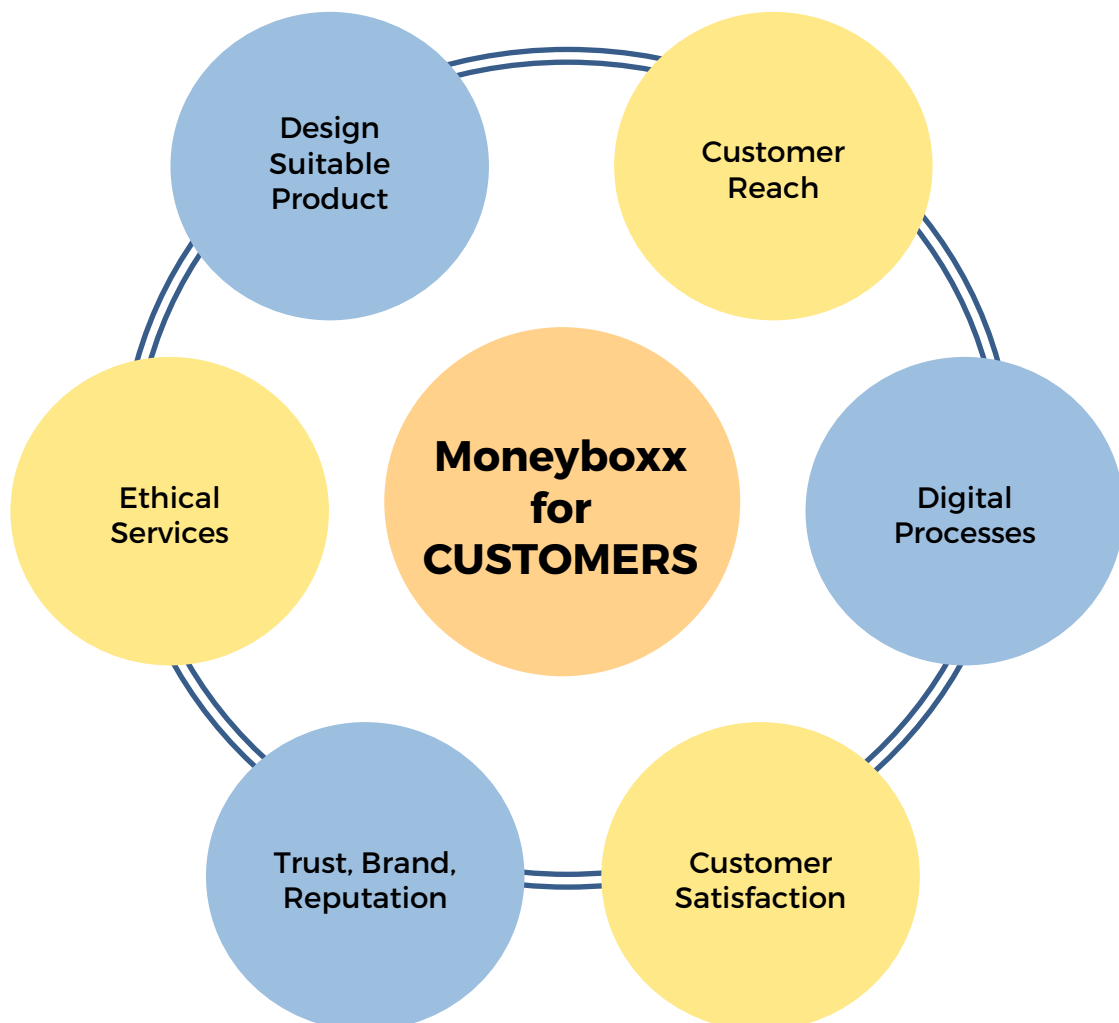 Design
Suitable
Product
Customer
Reach
Ethical
Services
Moneyboxx
for
CUSTOMERS
Digital
Processes
Trust, Brand,
Reputation
Customer
Satisfaction